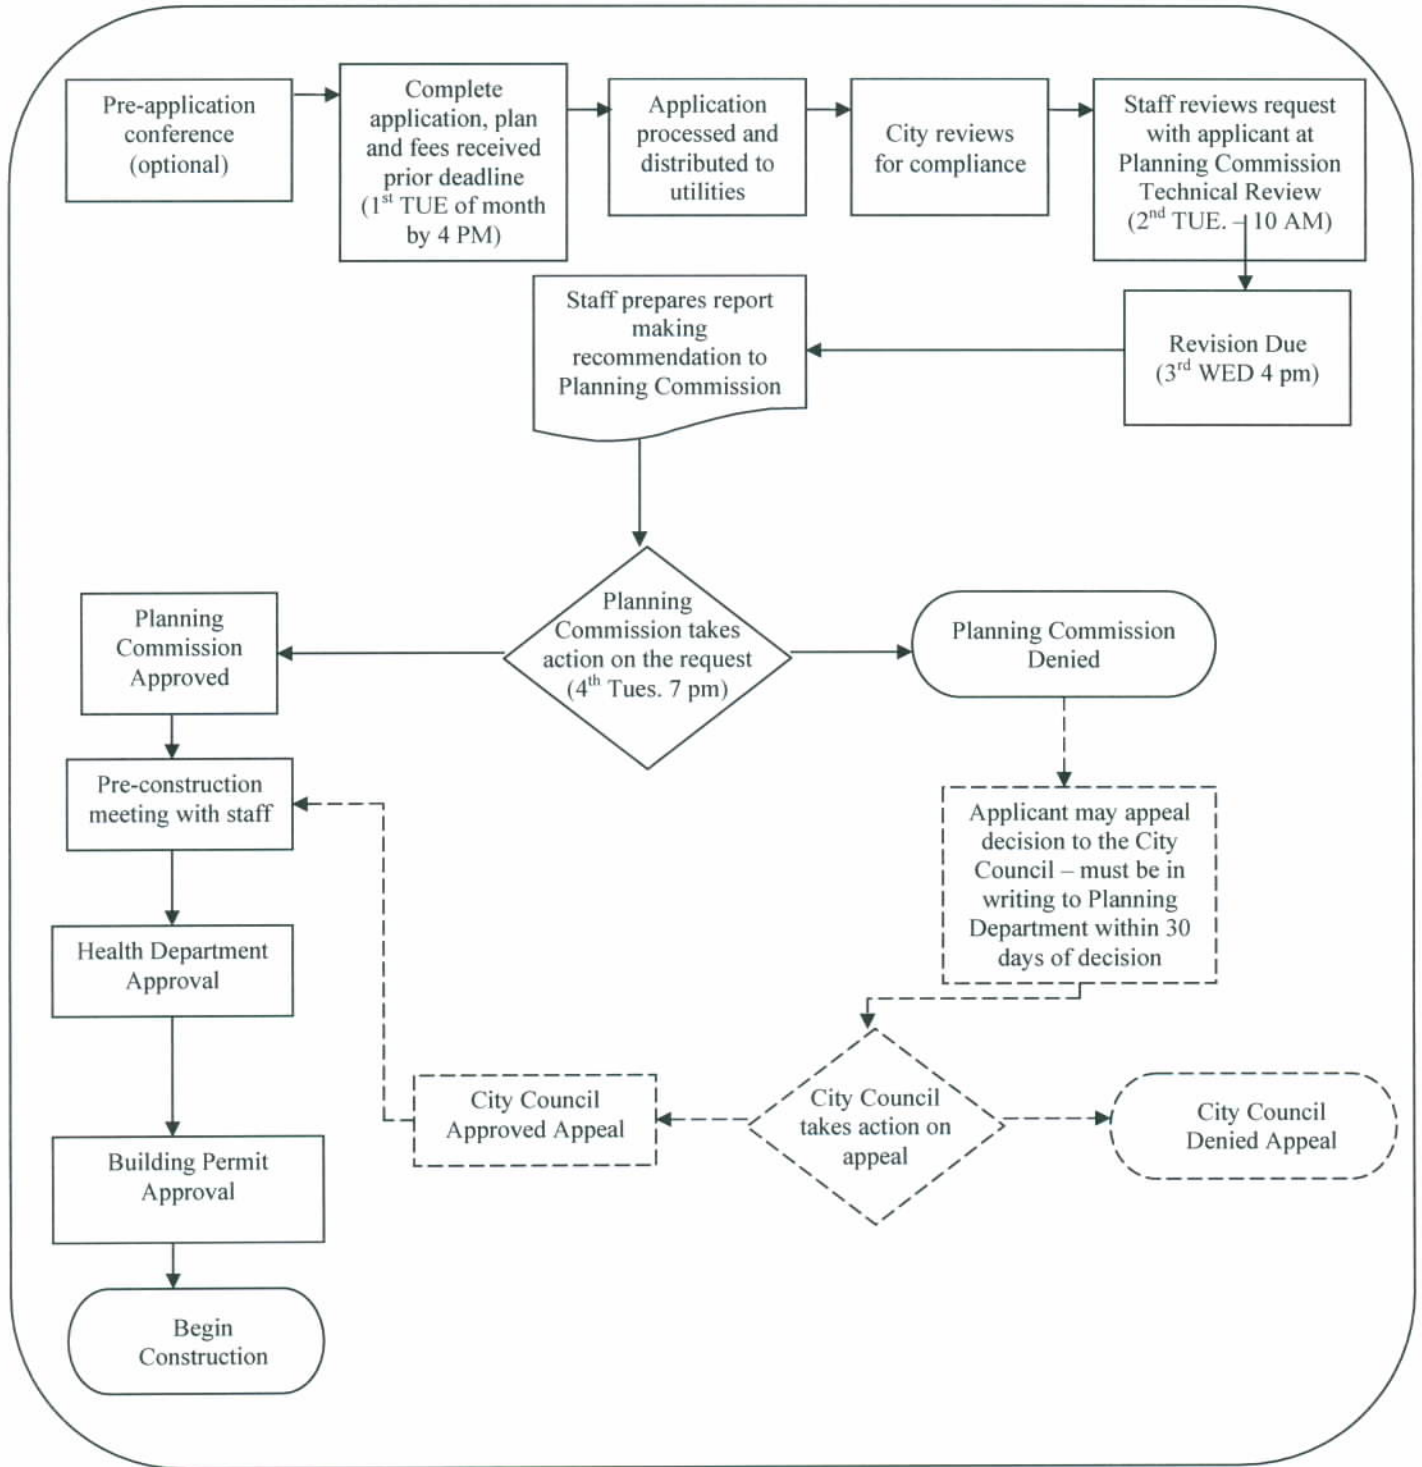 Pre-application
conference
(optional)
Complete
application, plan
and fees received
prior deadline
(1st TUE of month
by 4 PM)
Application
processed and
distributed to
utilities
City reviews
for compliance
Staff reviews request
with applicant at
Planning Commission
Technical Review
(2nd TUE. – 10 AM)
Staff prepares report
making
recommendation to
Planning Commission
Revision Due
(3rd WED 4 pm)
Planning
Commission takes
action on the request
(4th Tues. 7 pm)
Planning
Commission
Approved
Planning Commission
Denied
Pre-construction
meeting with staff
Applicant may appeal
decision to the City
Council – must be in
writing to Planning
Department within 30
days of decision
Health Department
Approval
City Council
Approved Appeal
City Council
takes action on
appeal
City Council
Denied Appeal
Building Permit
Approval
Begin
Construction